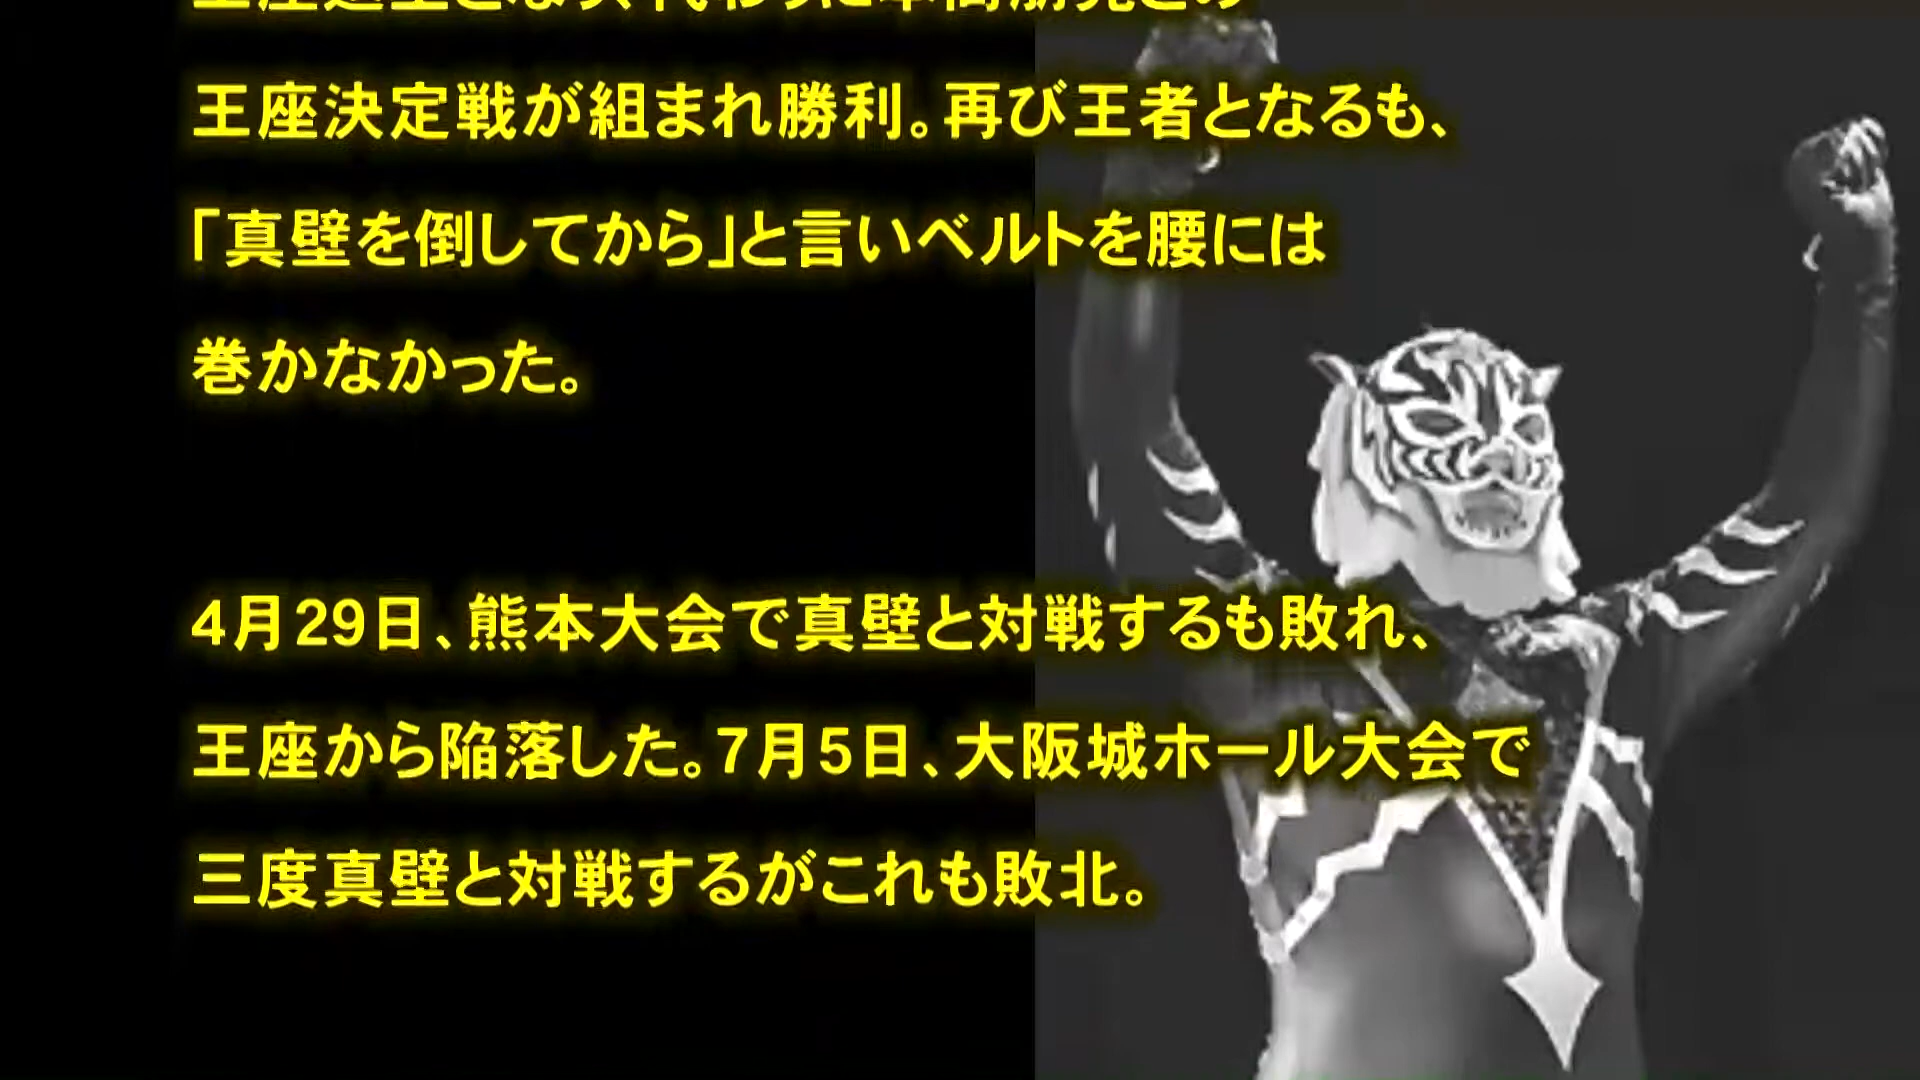 王座決定戦が組まれ勝利。再び王者となるも、
「真壁を倒してから」と言いベルトを腰には
巻かなかった。
4月29日、熊本大会で真壁と対戦するも敗れ、
王座から陥落した。7月5日、大阪城ホール大会で
三度真壁と対戦するがこれも敗北。